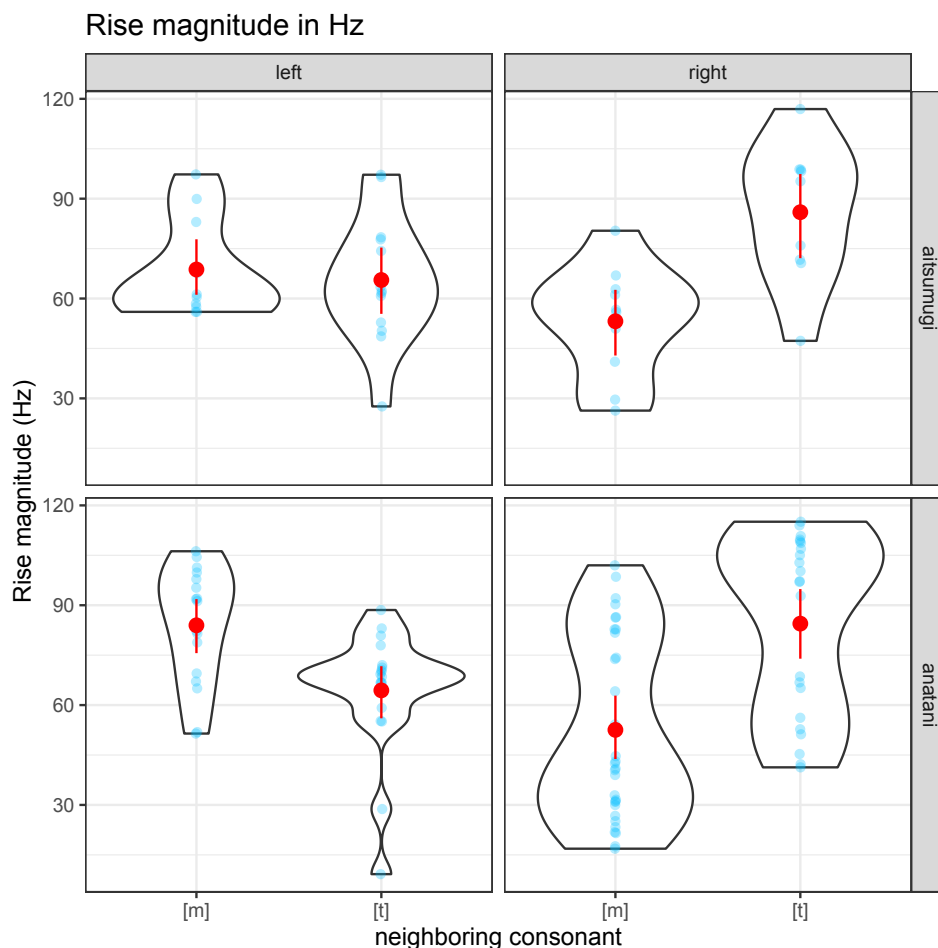 Rise magnitude in Hz
left
right
120
90
60
30
aitsumugi
Rise magnitude (Hz)
120
90
60
30
anatani
[m]
[t]
[m]
[t]
neighboring consonant